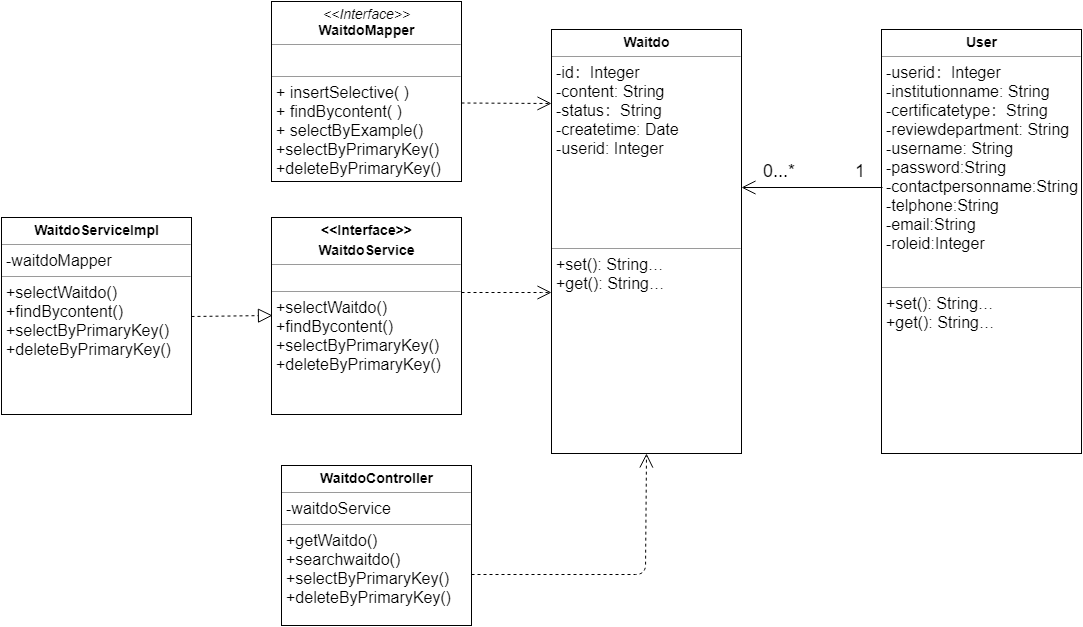 <<Interface>>
WaitdoMapper
+ insertSelective( )
+ findBycontent( )
+ selectByExample()
+selectByPrimaryKey()
+deleteByPrimaryKey()
Waitdo
-id：Integer
-content: String
-status：String
-createtime: Date
-userid: Integer
+set(): String...
+get(): String...
0...*
1
User
-userid：Integer
-institutionname: String
-certificatetype：String
-reviewdepartment: String
-username: String
-password:String
-contactpersonname:String
-telphone:String
-email:String
-roleid:Integer
+set(): String...
+get(): String...
WaitdoServiceImpl
-waitdoMapper
+selectWaitdo()
+findBycontent()
+selectByPrimaryKey()
+deleteByPrimaryKey()
<<Interface>>
WaitdoService
+selectWaitdo()
+findBycontent()
+selectByPrimaryKey()
+deleteByPrimaryKey()
WaitdoController
-waitdoService
+getWaitdo()
+searchwaitdo()
+selectByPrimaryKey()
+deleteByPrimaryKey()